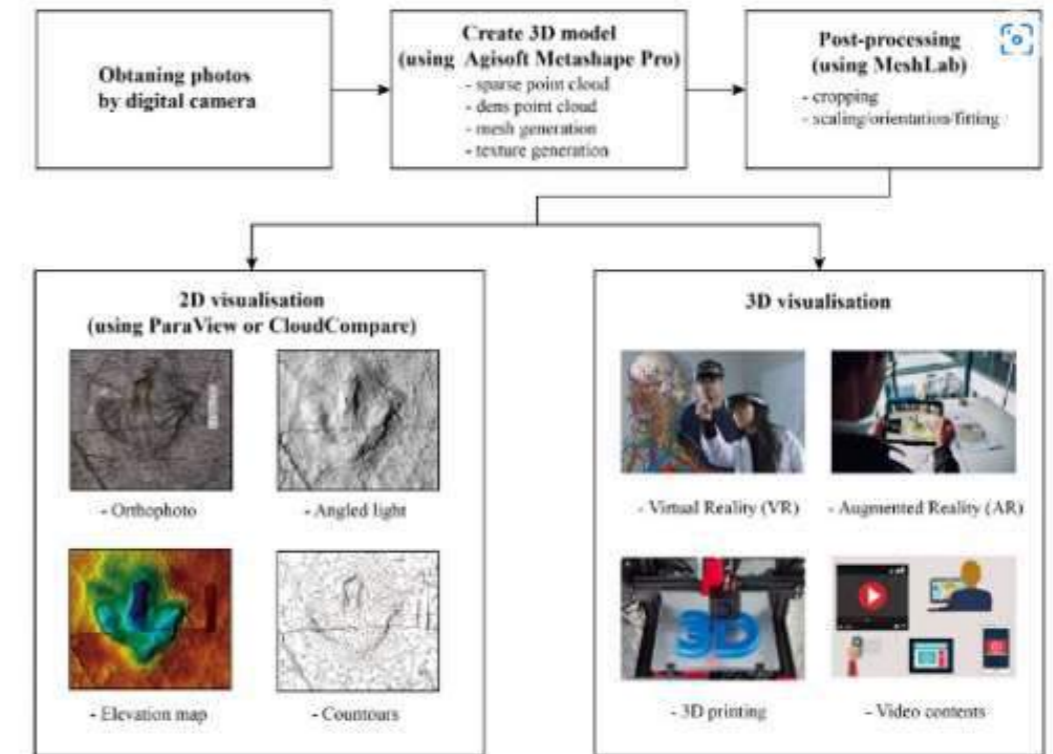 Obtaning photos
by digital camera
Create 3D model
(using Agisoft Metashape Pro)
- sparse point cloud
- dens point cloud
- mesh generation
- texture generation
Post-processing
(using MeshLab)
- cropping
- scaling/orientation/fitting
2D visualisation
(using ParaView or CloudCompare)
- Orthophoto
- Angled light
- Elevation map
- Countours
3D visualisation
- Virtual Reality (VR)
- Augmented Reality (AR)
3D
- 3D printing
- Video contents